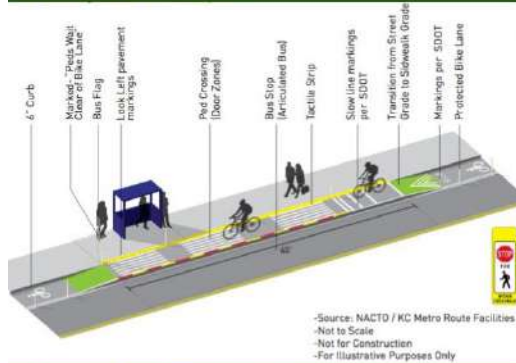 6" Curb
Marked- "Peds Wait
Clear of Bike Lane"
Bus Flag
Look Left pavement
markings
Ped Crossing
(Door Zones)
Bus Stop
(Articulated Bus)
Tactile Strip
Slow line markings
per SDOT
Transition from Street
Grade to Sidewalk Grade
Markings per SDOT
Protected Bike Lane
60'
STOP
FOR
-Source: NACTO / KC Metro Route Facilities
-Not to Scale
-Not for Construction
-For Illustrative Purposes Only